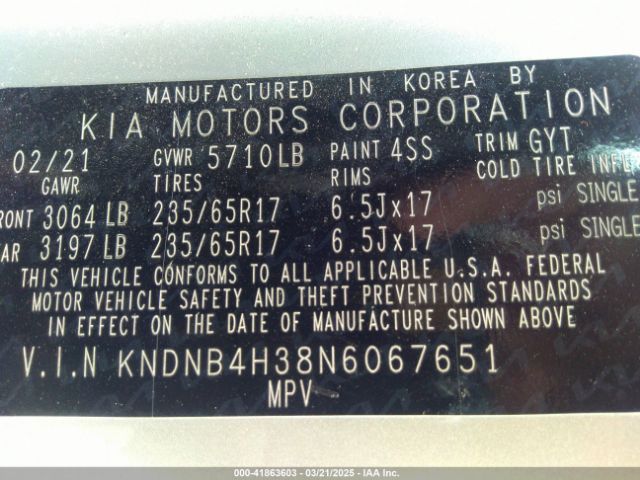 MANUFACTURED IN KOREA BY
KIA MOTORS CORPORATION
02/21 GVWR 5710LB PAINT 4SS TRIM GYT
GAWR TIRES RIMS COLD TIRE INFL
RONT 3064 LB 235/65R17 6.5Jx17 psi SINGLE
AR 3197 LB 235/65R17 6.5Jx17 psi SINGLE
THIS VEHICLE CONFORMS TO ALL APPLICABLE U.S.A. FEDERAL
MOTOR VEHICLE SAFETY AND THEFT PREVENTION STANDARDS
IN EFFECT ON THE DATE OF MANUFACTURE SHOWN ABOVE
V.I.N KNDNB4H38N6067651
MPV
000-41863603 - 03/21/2025 - IAA Inc.